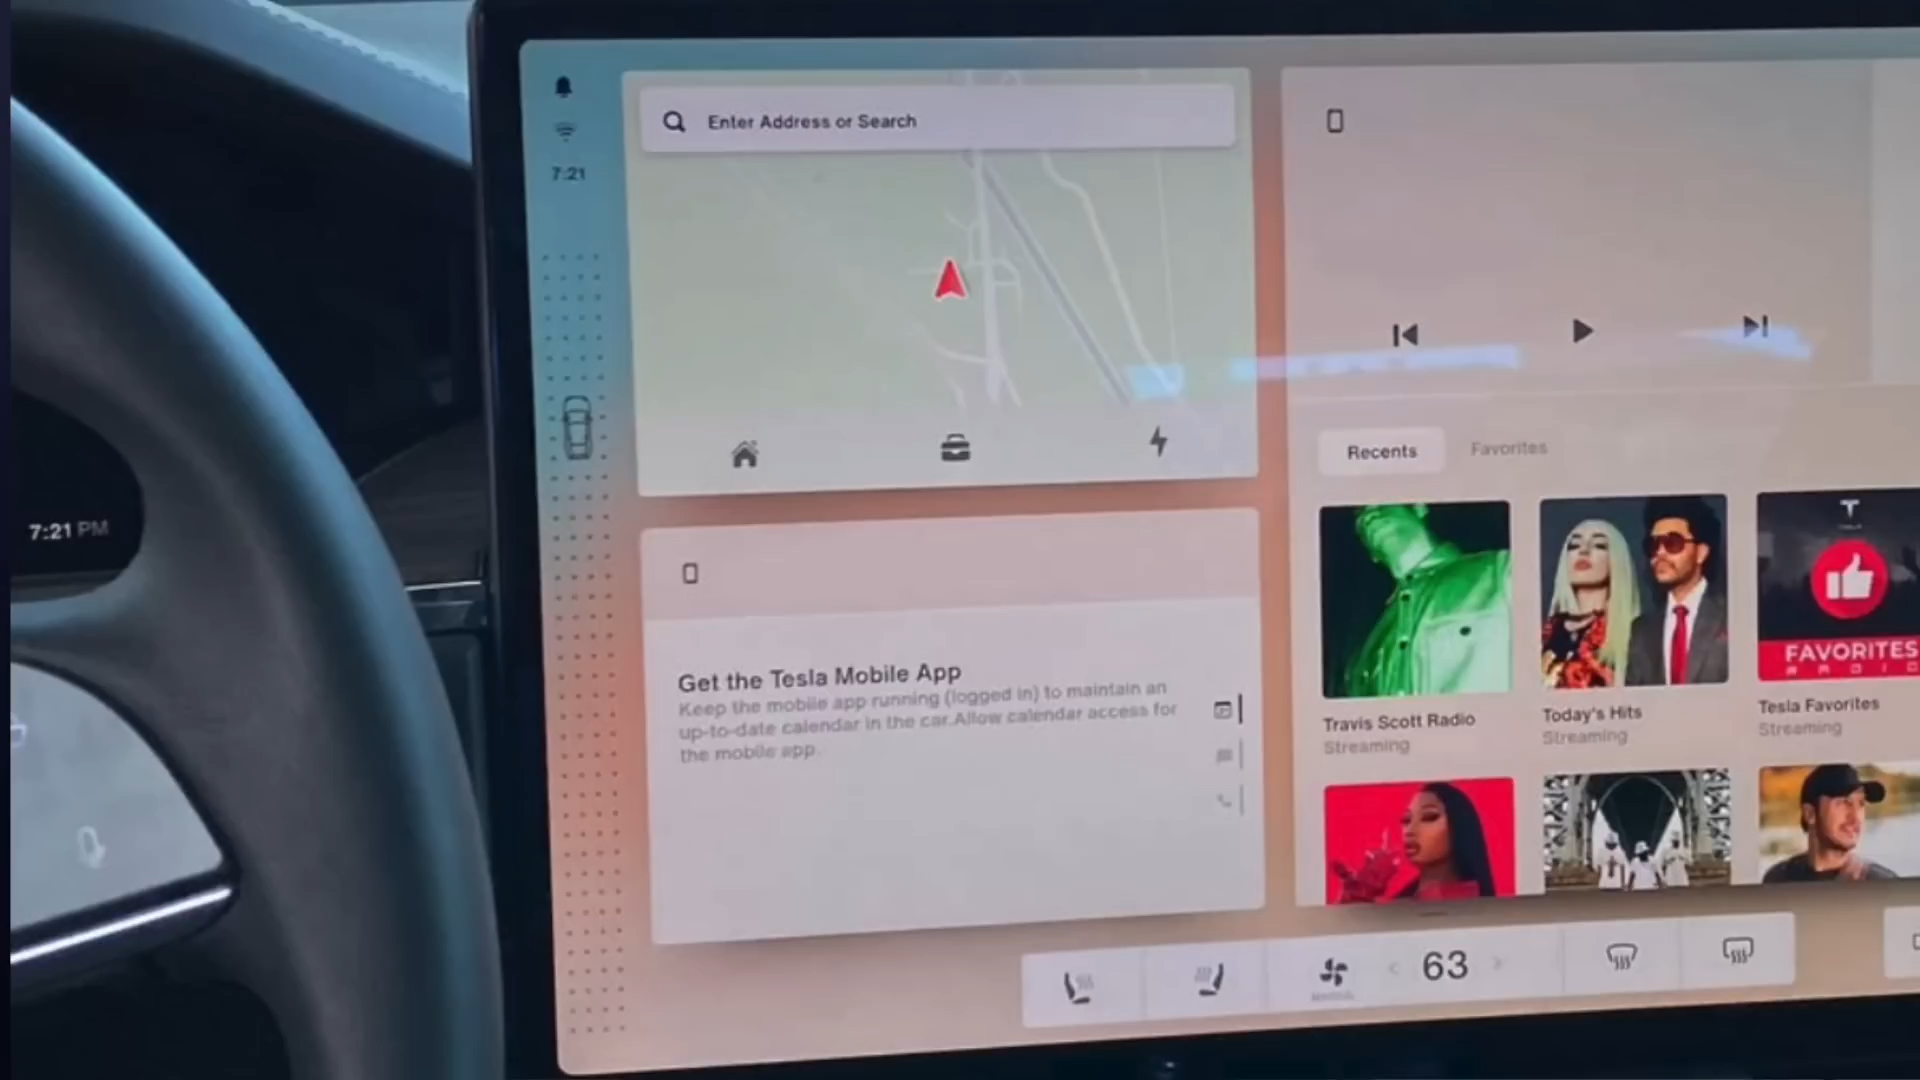 7:21
Enter Address or Search
7:21 PM
Get the Tesla Mobile App
Keep the mobile app running (logged in) to maintain an
up-to-date calendar in the car.Allow calendar access for
the mobile app.
Recents
Favorites
FAVORITES
RADIO
Travis Scott Radio
Streaming
Today's Hits
Streaming
Tesla Favorites
Streaming
MANUAL
63